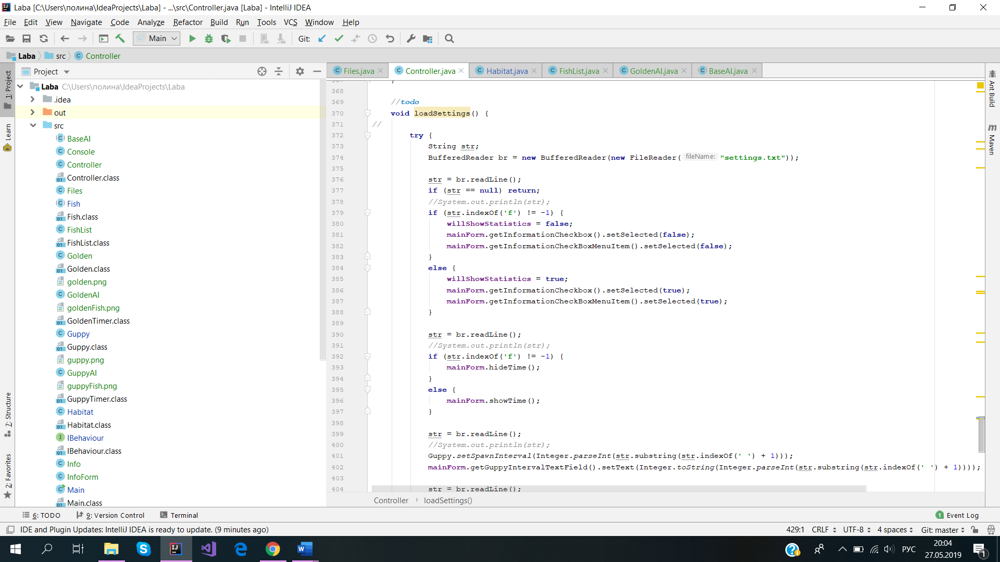 Laba [C:\Users\полина\IdeaProjects\Laba] - ...\src\Controller.java [Laba] - IntelliJ IDEA
File Edit View Navigate Code Analyze Refactor Build Run Tools VCS Window Help
Main Git:
Laba src Controller
Project
Files.java Controller.java Habitat.java FishList.java GoldenAI.java BaseAI.java
1: Project
Learn
7: Structure
2: Favorites
Laba C:\Users\полина\IdeaProjects\Laba
.idea
out
src
BaseAI
Console
Controller
Controller.class
Files
Fish
Fish.class
FishList
FishList.class
Golden
Golden.class
golden.png
GoldenAI
goldenFish.png
GoldenTimer.class
Guppy
Guppy.class
guppy.png
GuppyAI
guppyFish.png
GuppyTimer.class
Habitat
Habitat.class
IBehaviour
IBehaviour.class
Info
InfoForm
Main
Main.class
367 }
368
369 //todo
370 void loadSettings() {
371 //
372 try {
373 String str;
374 BufferedReader br = new BufferedReader(new FileReader( fileName: "settings.txt"));
375
376 str = br.readLine();
377 if (str == null) return;
378 //System.out.println(str);
379 if (str.indexOf('f') != -1) {
380 willShowStatistics = false;
381 mainForm.getInformationCheckbox().setSelected(false);
382 mainForm.getInformationCheckBoxMenuItem().setSelected(false);
383 }
384 else {
385 willShowStatistics = true;
386 mainForm.getInformationCheckbox().setSelected(true);
387 mainForm.getInformationCheckBoxMenuItem().setSelected(true);
388 }
389
390 str = br.readLine();
391 //System.out.println(str);
392 if (str.indexOf('f') != -1) {
393 mainForm.hideTime();
394 }
395 else {
396 mainForm.showTime();
397 }
398
399 str = br.readLine();
400 //System.out.println(str);
401 Guppy.setSpawnInterval(Integer.parseInt(str.substring(str.indexOf(' ') + 1)));
402 mainForm.getGuppyIntervalTextField().setText(Integer.toString(Integer.parseInt(str.substring(str.indexOf(' ') + 1))));
403
404 str = br.readLine();
Controller › loadSettings()
Ant Build
m Maven
6: TODO 9: Version Control Terminal 1 Event Log
IDE and Plugin Updates: IntelliJ IDEA is ready to update. (9 minutes ago) 429:1 CRLF UTF-8 4 spaces Git: master
РУС
20:04
27.05.2019
1